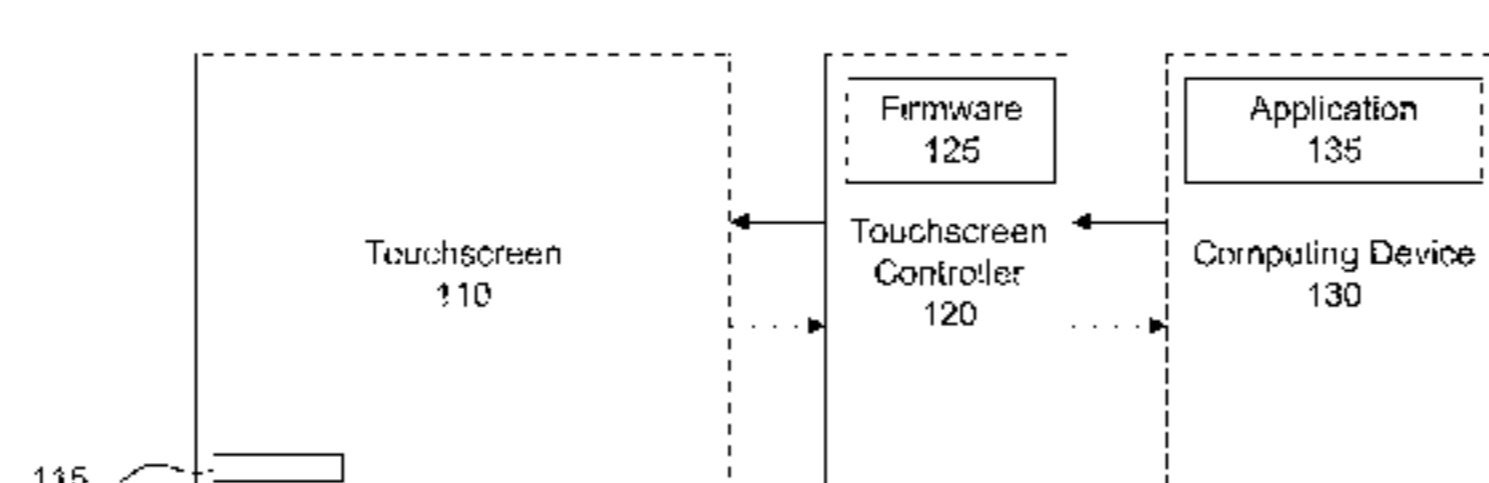 Firmware
125
Application
135
Touchscreen
110
Touchscreen
Controller
120
Computing Device
130
115